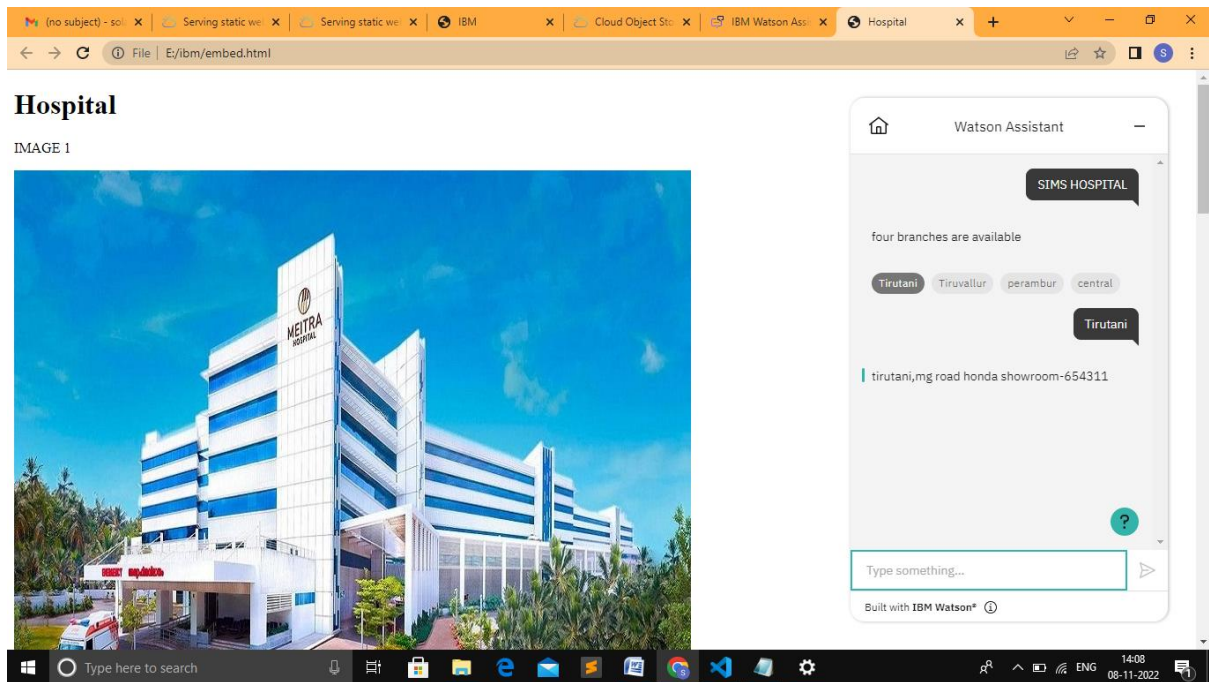 (no subject) - sol
Serving static we
Serving static we
IBM
Cloud Object Sto
IBM Watson Ass
Hospital
File
E:/ibm/embed.html
S
Hospital
IMAGE 1
MEITRA
HOSPITAL
Watson Assistant
SIMS HOSPITAL
four branches are available
Tirutani
Tiruvallur
perambur
central
Tirutani
tirutani,mg road honda showroom-654311
?
Type something...
Built with IBM Watson®
Type here to search
ENG
14:08
08-11-2022
1